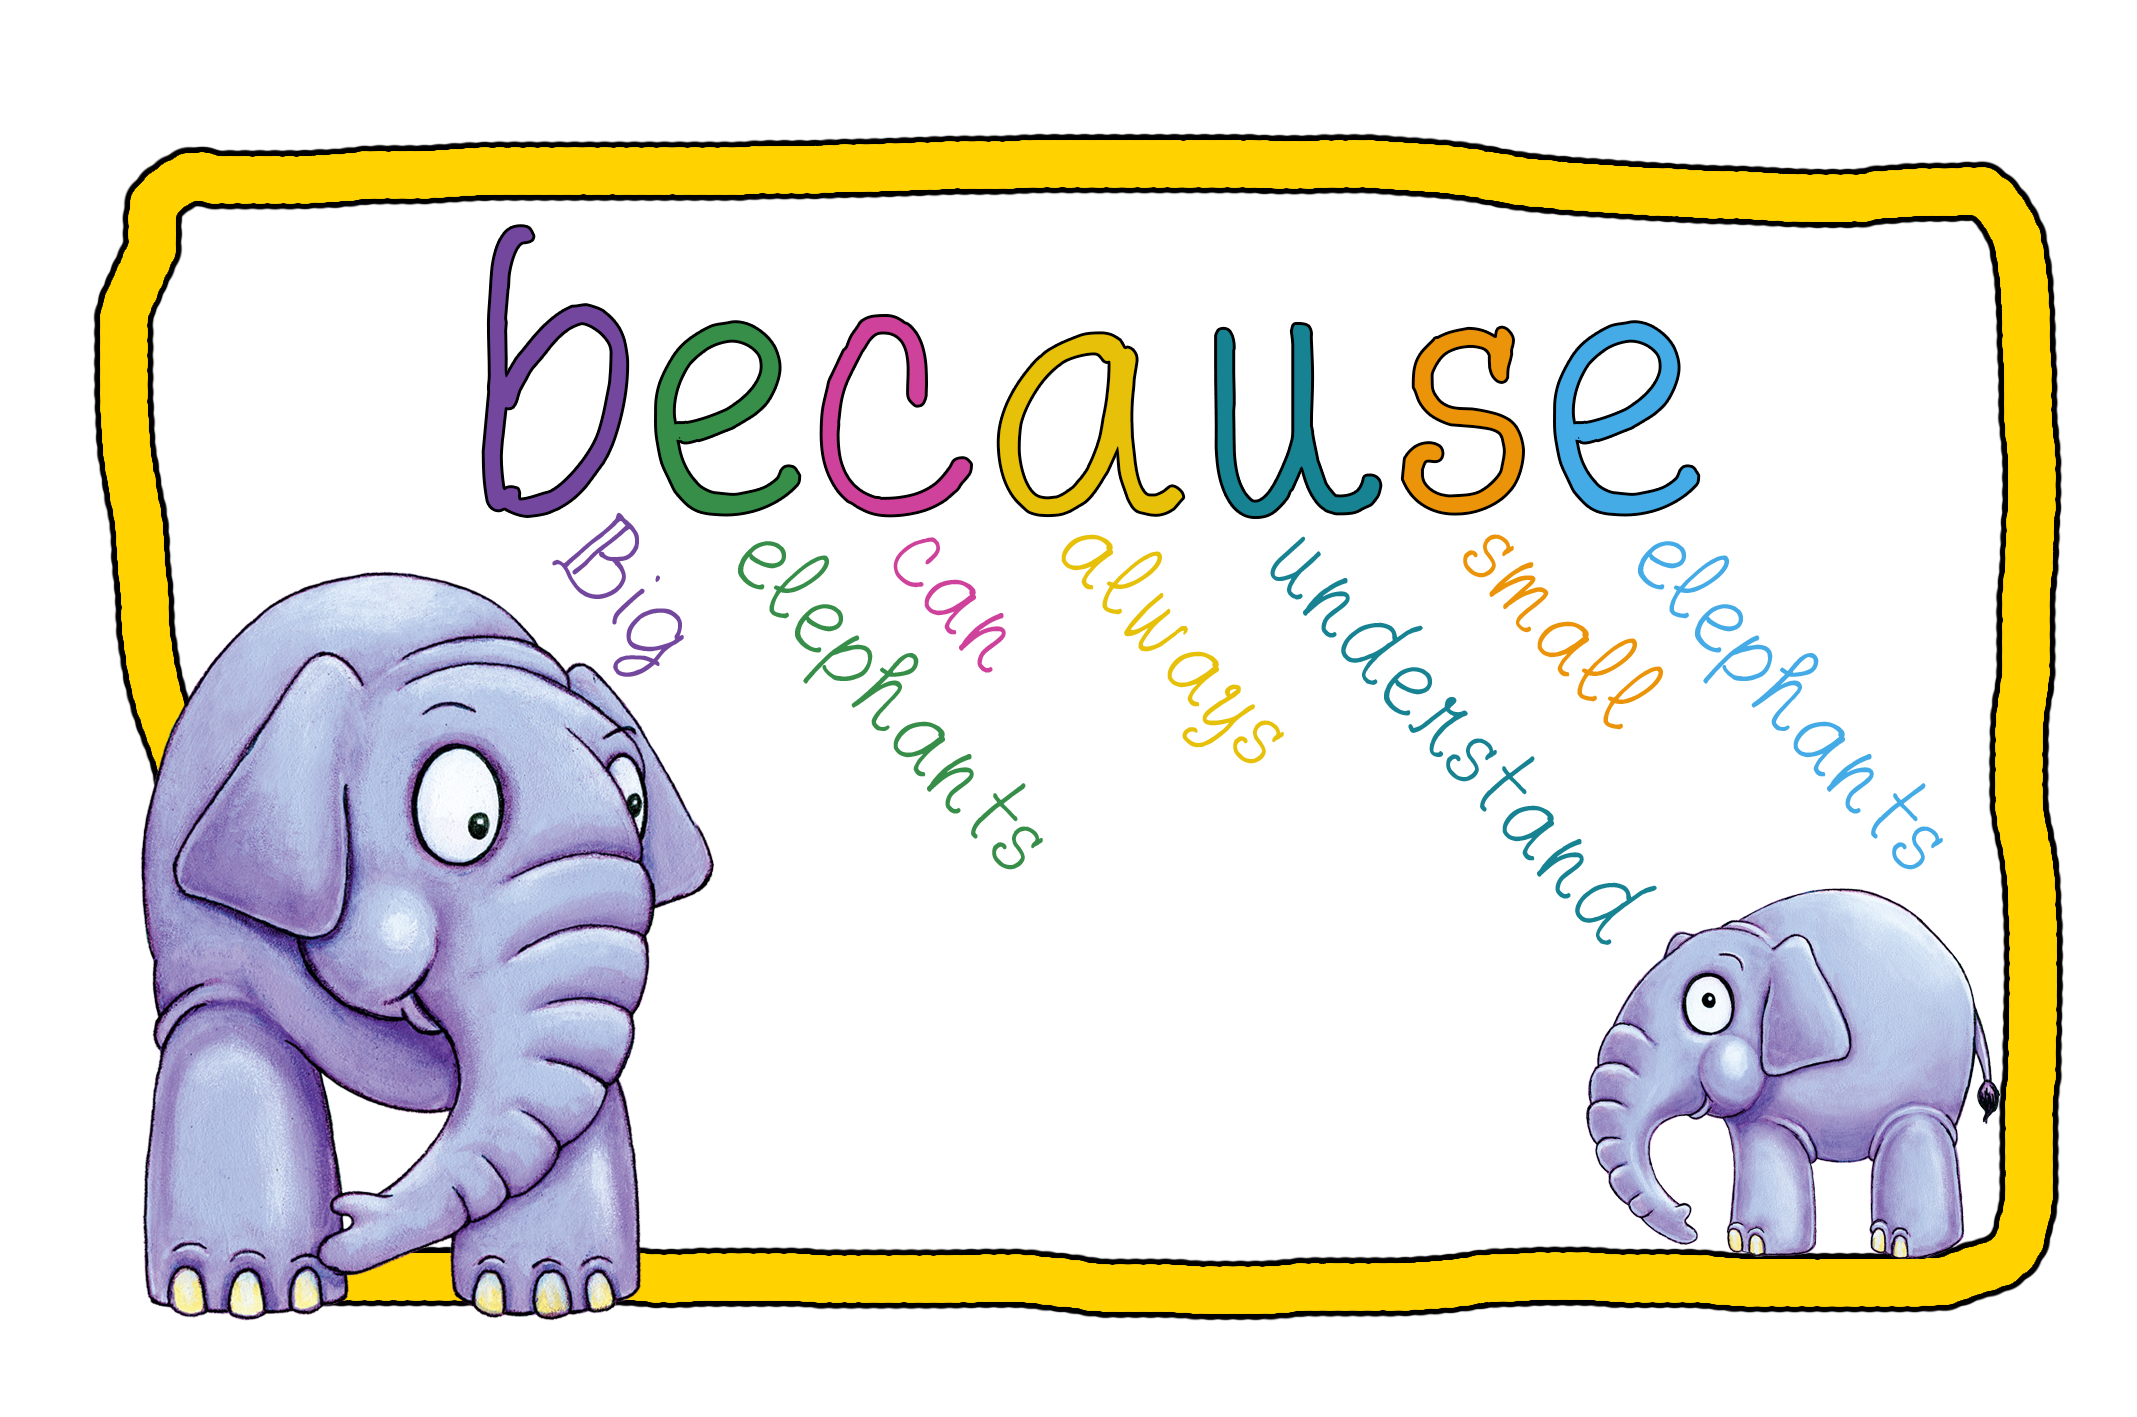 because
Big
elephants
can
always
understand
small
elephants